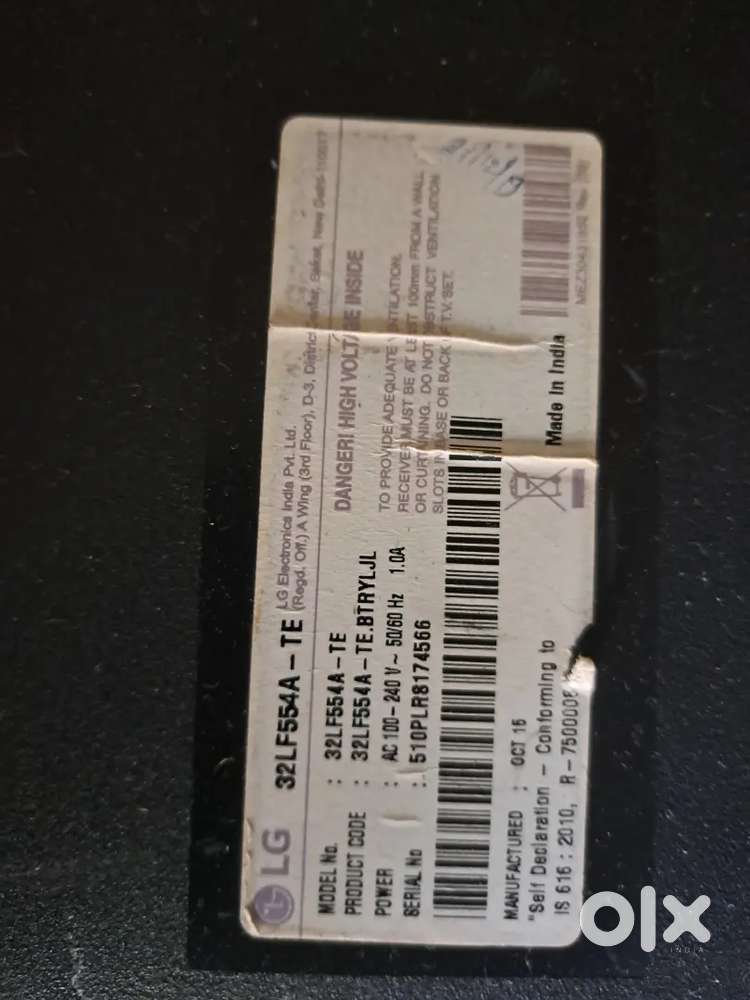 LG 32LF554A-TE
LG Electronics India Pvt. Ltd.
(Regd. Off.) A Wing (3rd Floor), D-3, District Saket, New Delhi-110017
MODEL No. : 32LF554A-TE
PRODUCT CODE : 32LF554A-TE.BTRYLJL
POWER : AC 100-240 V~ 50/60 Hz 1.0A
SERIAL No : 510PLRB174566
DANGER! HIGH VOLTAGE INSIDE
TO PROVIDE ADEQUATE VENTILATION,
RECEIVER MUST BE AT LEAST 100mm FROM A WALL
OR CURTAINING. DO NOT OBSTRUCT VENTILATION
SLOTS IN BASE OR BACK OF T.V. SET.
MANUFACTURED : OCT 15
"Self Declaration - Conforming to
IS 616 : 2010, R-7500006
Made in India
olx
INDIA